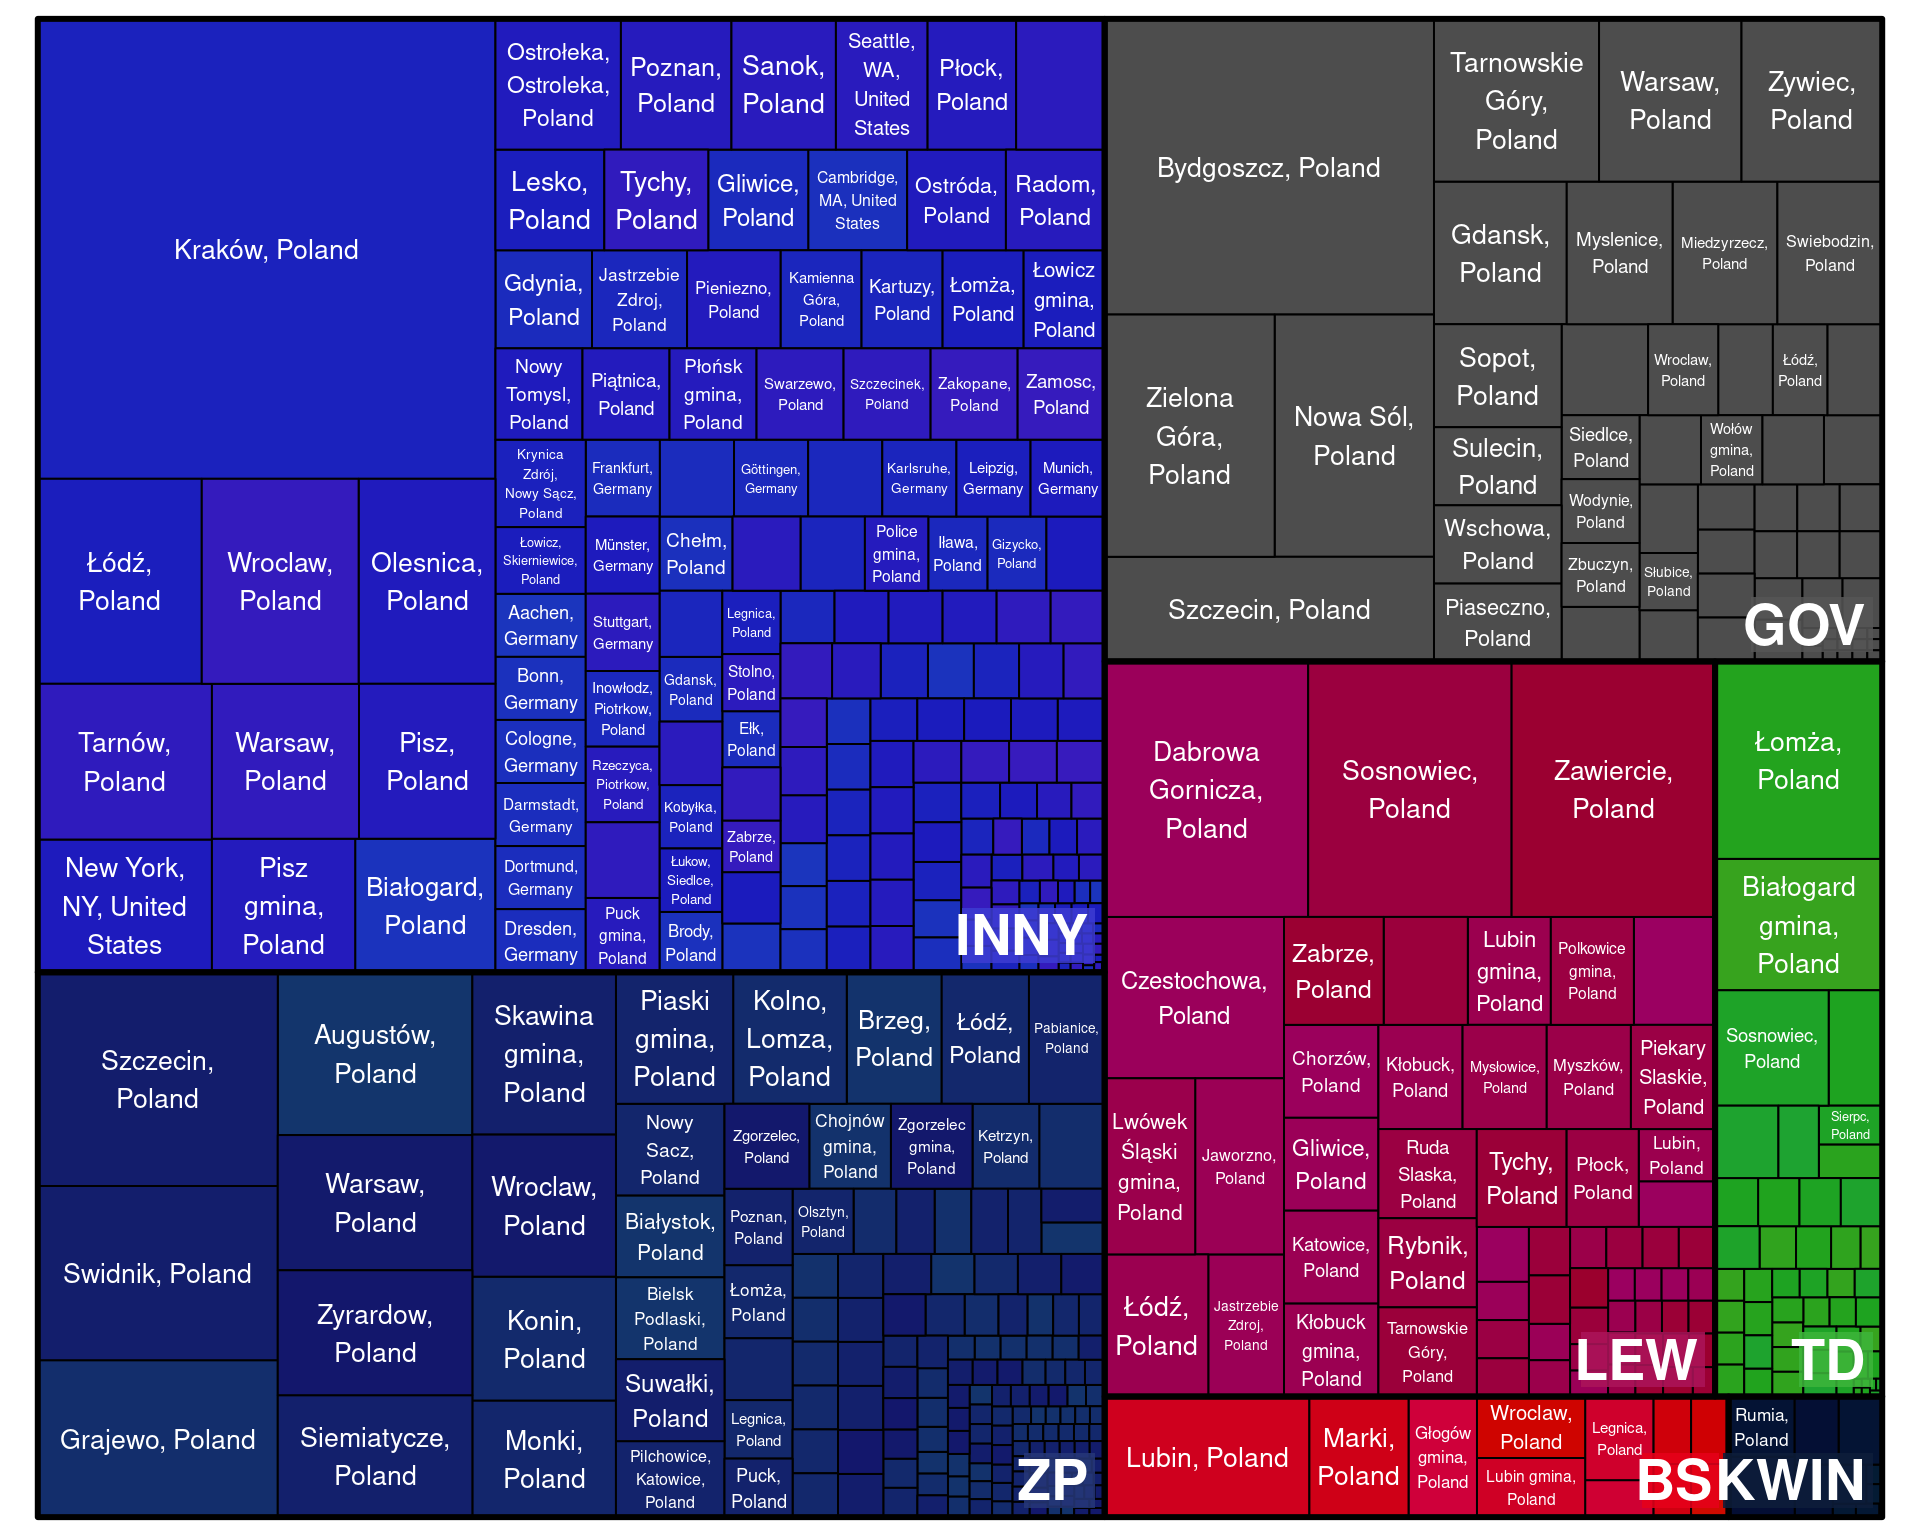 Kraków, Poland
Łódź,
Poland
Wroclaw,
Poland
Olesnica,
Poland
Tarnów,
Poland
Warsaw,
Poland
Pisz,
Poland
New York,
NY, United
States
Pisz
gmina,
Poland
Białogard,
Poland
Ostrołeka,
Ostroleka,
Poland
Poznan,
Poland
Sanok,
Poland
Seattle,
WA,
United
States
Płock,
Poland
Lesko,
Poland
Tychy,
Poland
Gliwice,
Poland
Cambridge,
MA, United
States
Ostróda,
Poland
Radom,
Poland
Gdynia,
Poland
Jastrzebie
Zdroj,
Poland
Pieniezno,
Poland
Kamienna
Góra,
Poland
Kartuzy,
Poland
Łomża,
Poland
Łowicz
gmina,
Poland
Nowy
Tomysl,
Poland
Piątnica,
Poland
Płońsk
gmina,
Poland
Swarzewo,
Poland
Szczecinek,
Poland
Zakopane,
Poland
Zamosc,
Poland
Krynica
Zdrój,
Nowy Sącz,
Poland
Frankfurt,
Germany
Göttingen,
Germany
Karlsruhe,
Germany
Leipzig,
Germany
Munich,
Germany
Łowicz,
Skierniewice,
Poland
Münster,
Germany
Chełm,
Poland
Police
gmina,
Poland
Iława,
Poland
Gizycko,
Poland
Aachen,
Germany
Stuttgart,
Germany
Legnica,
Poland
Bonn,
Germany
Inowłodz,
Piotrkow,
Poland
Gdansk,
Poland
Stolno,
Poland
Cologne,
Germany
Rzeczyca,
Piotrkow,
Poland
Ełk,
Poland
Darmstadt,
Germany
Kobyłka,
Poland
Zabrze,
Poland
Dortmund,
Germany
Łukow,
Siedlce,
Poland
Dresden,
Germany
Puck
gmina,
Poland
Brody,
Poland
INNY
Szczecin,
Poland
Swidnik, Poland
Grajewo, Poland
Augustów,
Poland
Warsaw,
Poland
Zyrardow,
Poland
Siemiatycze,
Poland
Skawina
gmina,
Poland
Wroclaw,
Poland
Konin,
Poland
Monki,
Poland
Piaski
gmina,
Poland
Kolno,
Lomza,
Poland
Brzeg,
Poland
Łódź,
Poland
Pabianice,
Poland
Nowy
Sacz,
Poland
Zgorzelec,
Poland
Chojnów
gmina,
Poland
Zgorzelec
gmina,
Poland
Ketrzyn,
Poland
Białystok,
Poland
Poznan,
Poland
Olsztyn,
Poland
Bielsk
Podlaski,
Poland
Łomża,
Poland
Suwałki,
Poland
Legnica,
Poland
Pilchowice,
Katowice,
Poland
Puck,
Poland
ZP
Bydgoszcz, Poland
Zielona
Góra,
Poland
Nowa Sól,
Poland
Szczecin, Poland
Tarnowskie
Góry,
Poland
Warsaw,
Poland
Zywiec,
Poland
Gdansk,
Poland
Myslenice,
Poland
Miedzyrzecz,
Poland
Swiebodzin,
Poland
Sopot,
Poland
Wroclaw,
Poland
Łódź,
Poland
Sulecin,
Poland
Siedlce,
Poland
Wołów
gmina,
Poland
Wschowa,
Poland
Wodynie,
Poland
Zbuczyn,
Poland
Słubice,
Poland
Piaseczno,
Poland
GOV
Dabrowa
Gornicza,
Poland
Sosnowiec,
Poland
Zawiercie,
Poland
Czestochowa,
Poland
Zabrze,
Poland
Lubin
gmina,
Poland
Polkowice
gmina,
Poland
Chorzów,
Poland
Kłobuck,
Poland
Mysłowice,
Poland
Myszków,
Poland
Piekary
Slaskie,
Poland
Lwówek
Śląski
gmina,
Poland
Jaworzno,
Poland
Gliwice,
Poland
Ruda
Slaska,
Poland
Tychy,
Poland
Płock,
Poland
Lubin,
Poland
Katowice,
Poland
Rybnik,
Poland
Łódź,
Poland
Jastrzebie
Zdroj,
Poland
Kłobuck
gmina,
Poland
Tarnowskie
Góry,
Poland
LEW
Łomża,
Poland
Białogard
gmina,
Poland
Sosnowiec,
Poland
Sierpc,
Poland
TD
Lubin, Poland
Marki,
Poland
Głogów
gmina,
Poland
Wroclaw,
Poland
Lubin gmina,
Poland
Legnica,
Poland
BS
Rumia,
Poland
KWIN